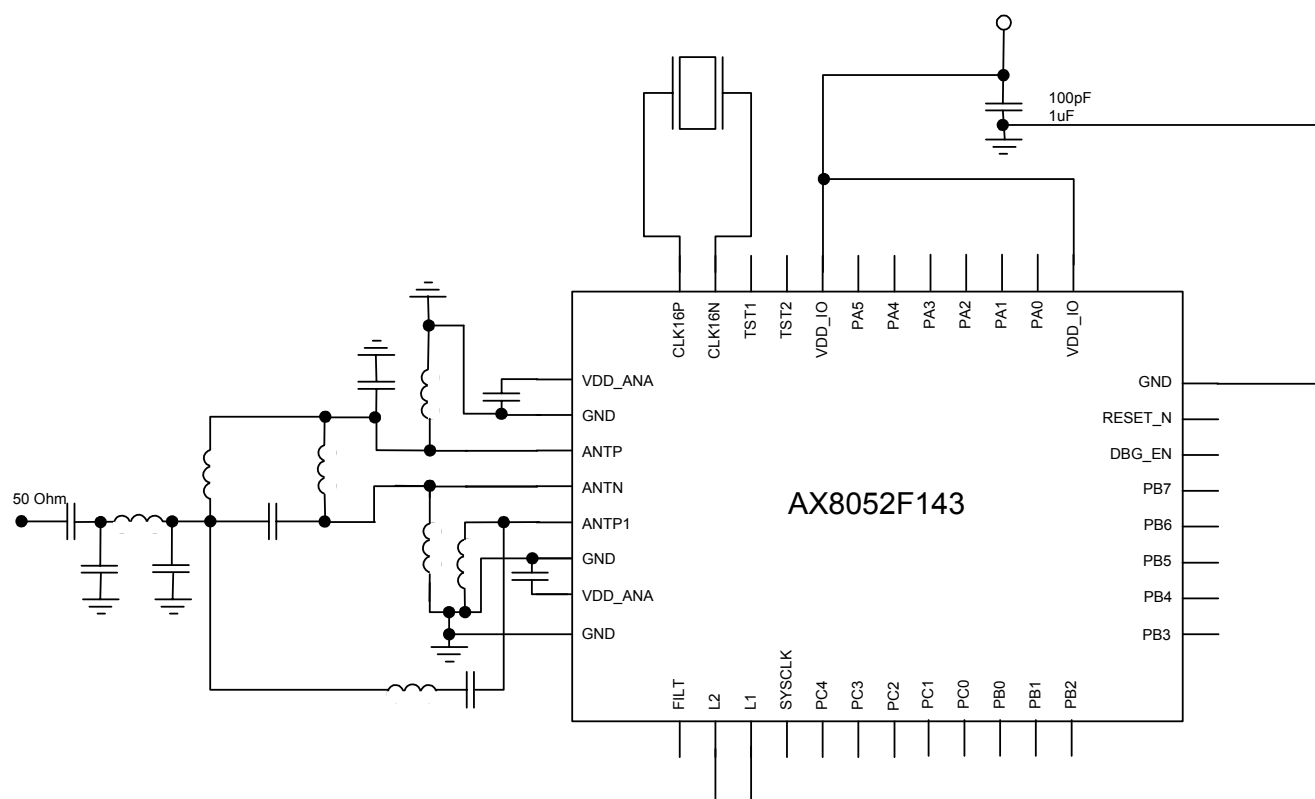 100pF
1uF
CLK16P
CLK16N
TST1
TST2
VDD_IO
PA5
PA4
PA3
PA2
PA1
PA0
VDD_IO
VDD_ANA
GND
ANTP
ANTN
ANTP1
GND
VDD_ANA
GND
50 Ohm
AX8052F143
GND
RESET_N
DBG_EN
PB7
PB6
PB5
PB4
PB3
FILT
L2
L1
SYSCLK
PC4
PC3
PC2
PC1
PC0
PB0
PB1
PB2